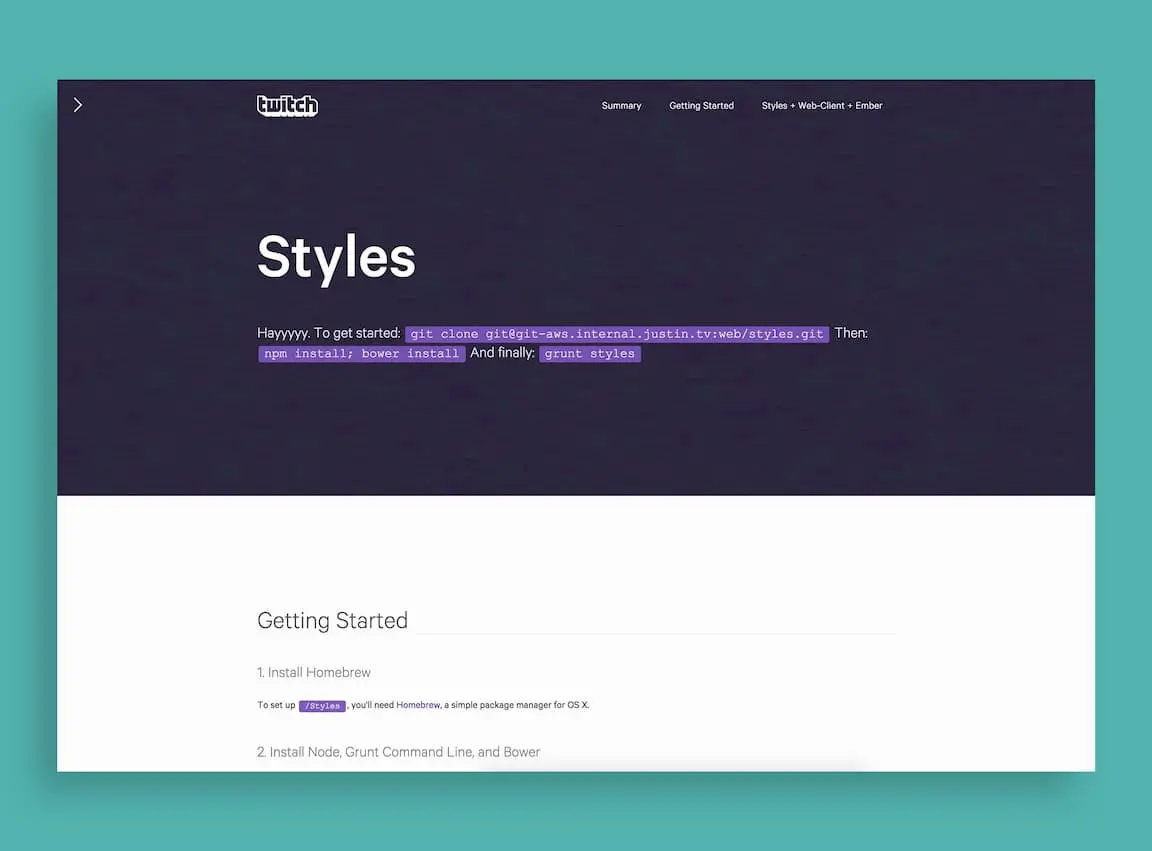 twitch
Summary Getting Started Styles + Web-Client + Ember
Styles
Hayyyyy. To get started: git clone git@git-aws.internal.justin.tv:web/styles.git Then:
npm install; bower install And finally: grunt styles
Getting Started
1. Install Homebrew
To set up /Styles, you'll need Homebrew, a simple package manager for OS X.
2. Install Node, Grunt Command Line, and Bower